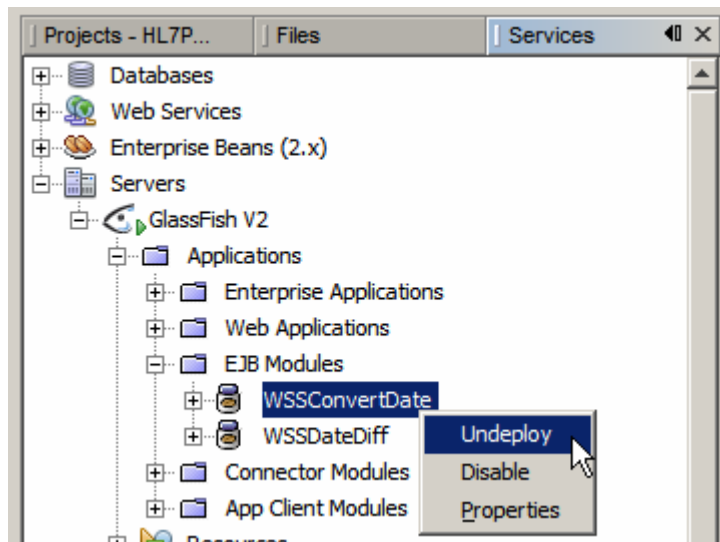 Projects - HL7P... Files Services
Databases
Web Services
Enterprise Beans (2.x)
Servers
GlassFish V2
Applications
Enterprise Applications
Web Applications
EJB Modules
WSSConvertDate
WSSDateDiff Undeploy
Connector Modules Disable
App Client Modules Properties